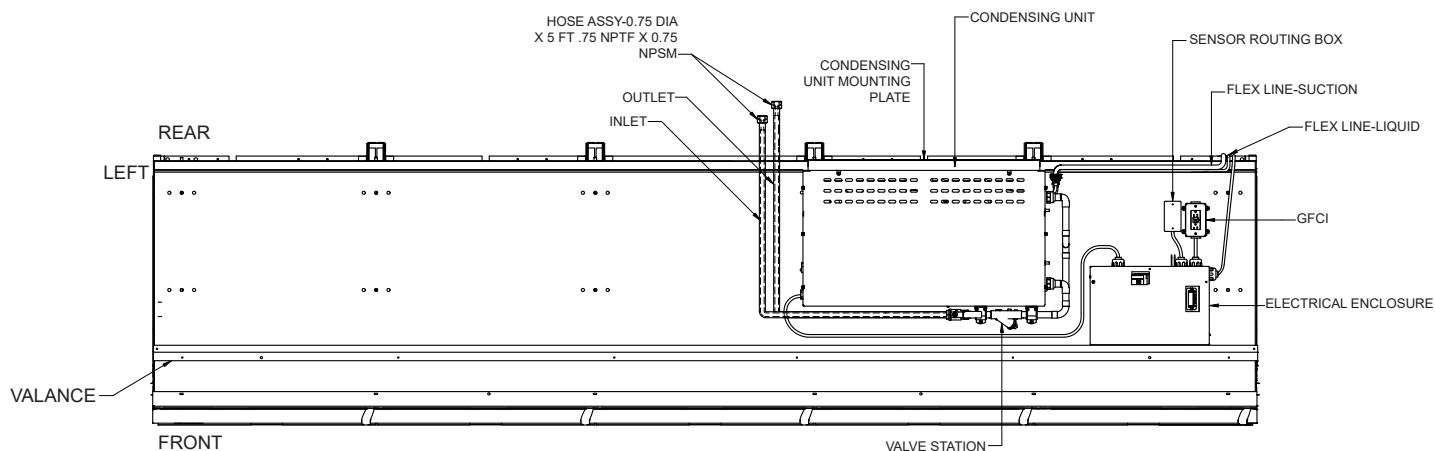 HOSE ASSY-0.75 DIA
X 5 FT .75 NPTF X 0.75
NPSM
CONDENSING UNIT
SENSOR ROUTING BOX
CONDENSING
UNIT MOUNTING
PLATE
FLEX LINE-SUCTION
OUTLET
INLET
FLEX LINE-LIQUID
REAR
LEFT
GFCI
ELECTRICAL ENCLOSURE
VALANCE
FRONT
VALVE STATION